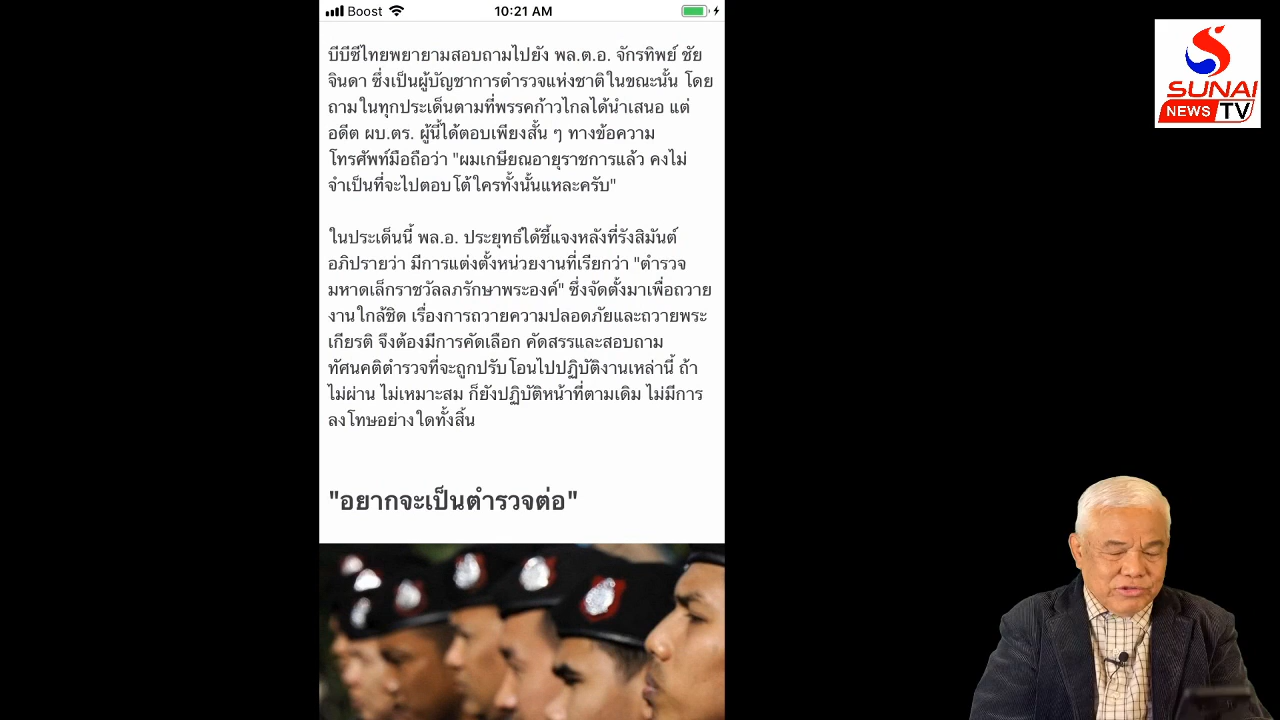 Boost
10:21 AM
บีบีซีไทยพยายามสอบถามไปยัง พล.ต.อ. จักรทิพย์ ชัย
จินดา ซึ่งเป็นผู้บัญชาการตำรวจแห่งชาติในขณะนั้น โดย
ถามในทุกประเด็นตามที่พรรคก้าวไกลได้นำเสนอ แต่
อดีต ผบ.ตร. ผู้นี้ได้ตอบเพียงสั้น ๆ ทางข้อความ
โทรศัพท์มือถือว่า "ผมเกษียณอายุราชการแล้ว คงไม่
จำเป็นที่จะไปตอบโต้ใครทั้งนั้นแหละครับ"
ในประเด็นนี้ พล.อ. ประยุทธ์ได้ชี้แจงหลังที่รังสิมันต์
อภิปรายว่า มีการแต่งตั้งหน่วยงานที่เรียกว่า "ตำรวจ
มหาดเล็กราชวัลลภรักษาพระองค์" ซึ่งจัดตั้งมาเพื่อถวาย
งานใกล้ชิด เรื่องการถวายความปลอดภัยและถวายพระ
เกียรติ จึงต้องมีการคัดเลือก คัดสรรและสอบถาม
ทัศนคติตำรวจที่จะถูกปรับโอนไปปฏิบัติงานเหล่านี้ ถ้า
ไม่ผ่าน ไม่เหมาะสม ก็ยังปฏิบัติหน้าที่ตามเดิม ไม่มีการ
ลงโทษอย่างใดทั้งสิ้น
"อยากจะเป็นตำรวจต่อ"
SUNAI
NEWS TV